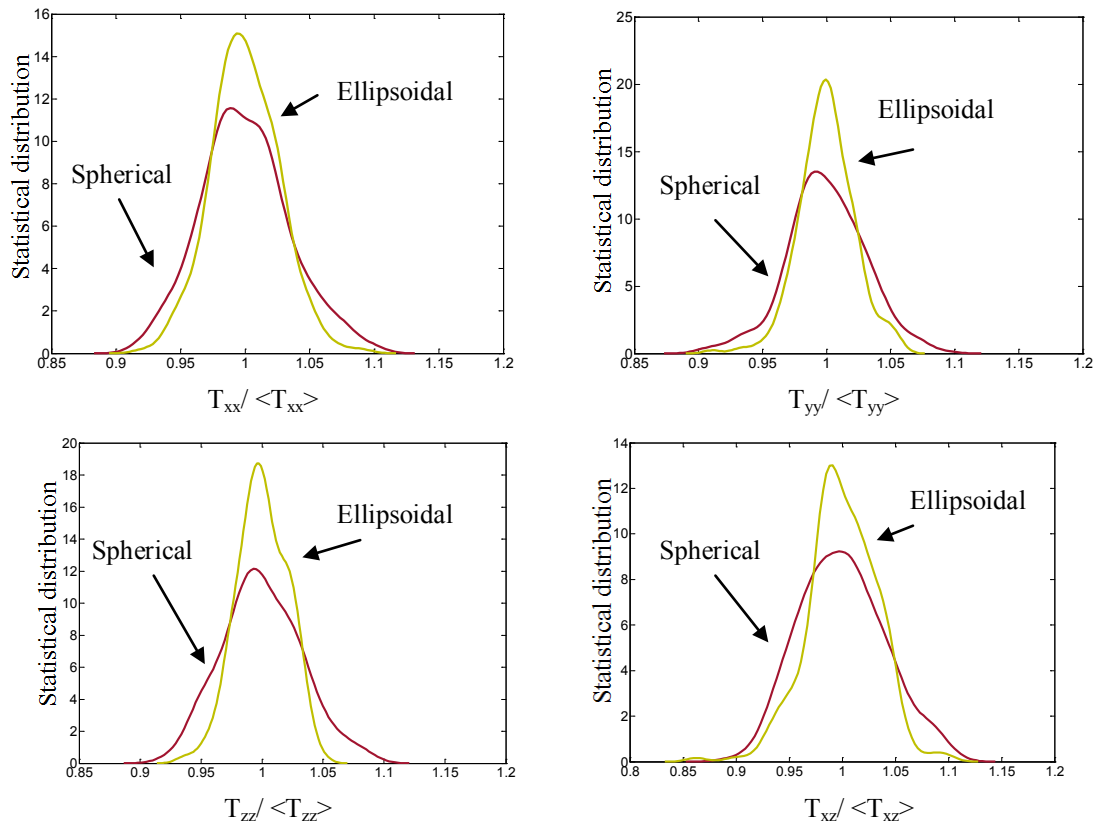 16
14
12
10
8
6
4
2
0
0.85 0.9 0.95 1 1.05 1.1 1.15 1.2
Statistical distribution
Spherical
Ellipsoidal
Txx/ <Txx>
25
20
15
10
5
0
0.85 0.9 0.95 1 1.05 1.1 1.15 1.2
Statistical distribution
Spherical
Ellipsoidal
Tyy/ <Tyy>
20
18
16
14
12
10
8
6
4
2
0
0.85 0.9 0.95 1 1.05 1.1 1.15 1.2
Statistical distribution
Spherical
Ellipsoidal
Tzz/ <Tzz>
14
12
10
8
6
4
2
0
0.8 0.85 0.9 0.95 1 1.05 1.1 1.15 1.2
Statistical distribution
Spherical
Ellipsoidal
Txz/ <Txz>